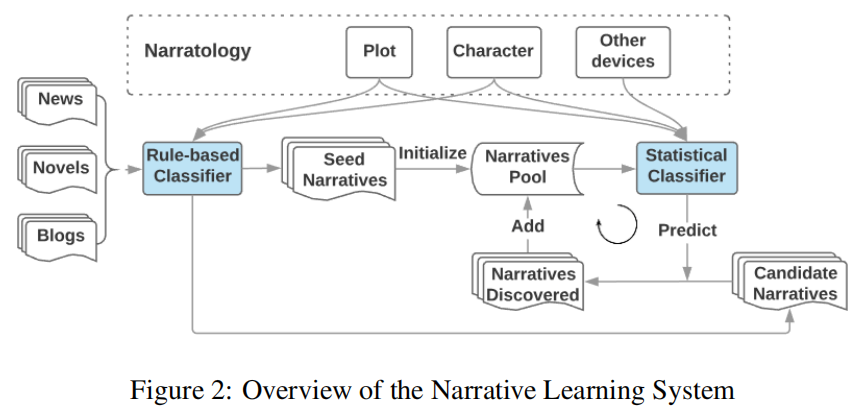 Narratology
Plot
Character
Other
devices
News
Novels
Blogs
Rule-based
Classifier
Seed
Narratives
Initialize
Narratives
Pool
Statistical
Classifier
Add
Predict
Narratives
Discovered
Candidate
Narratives
Figure 2: Overview of the Narrative Learning System